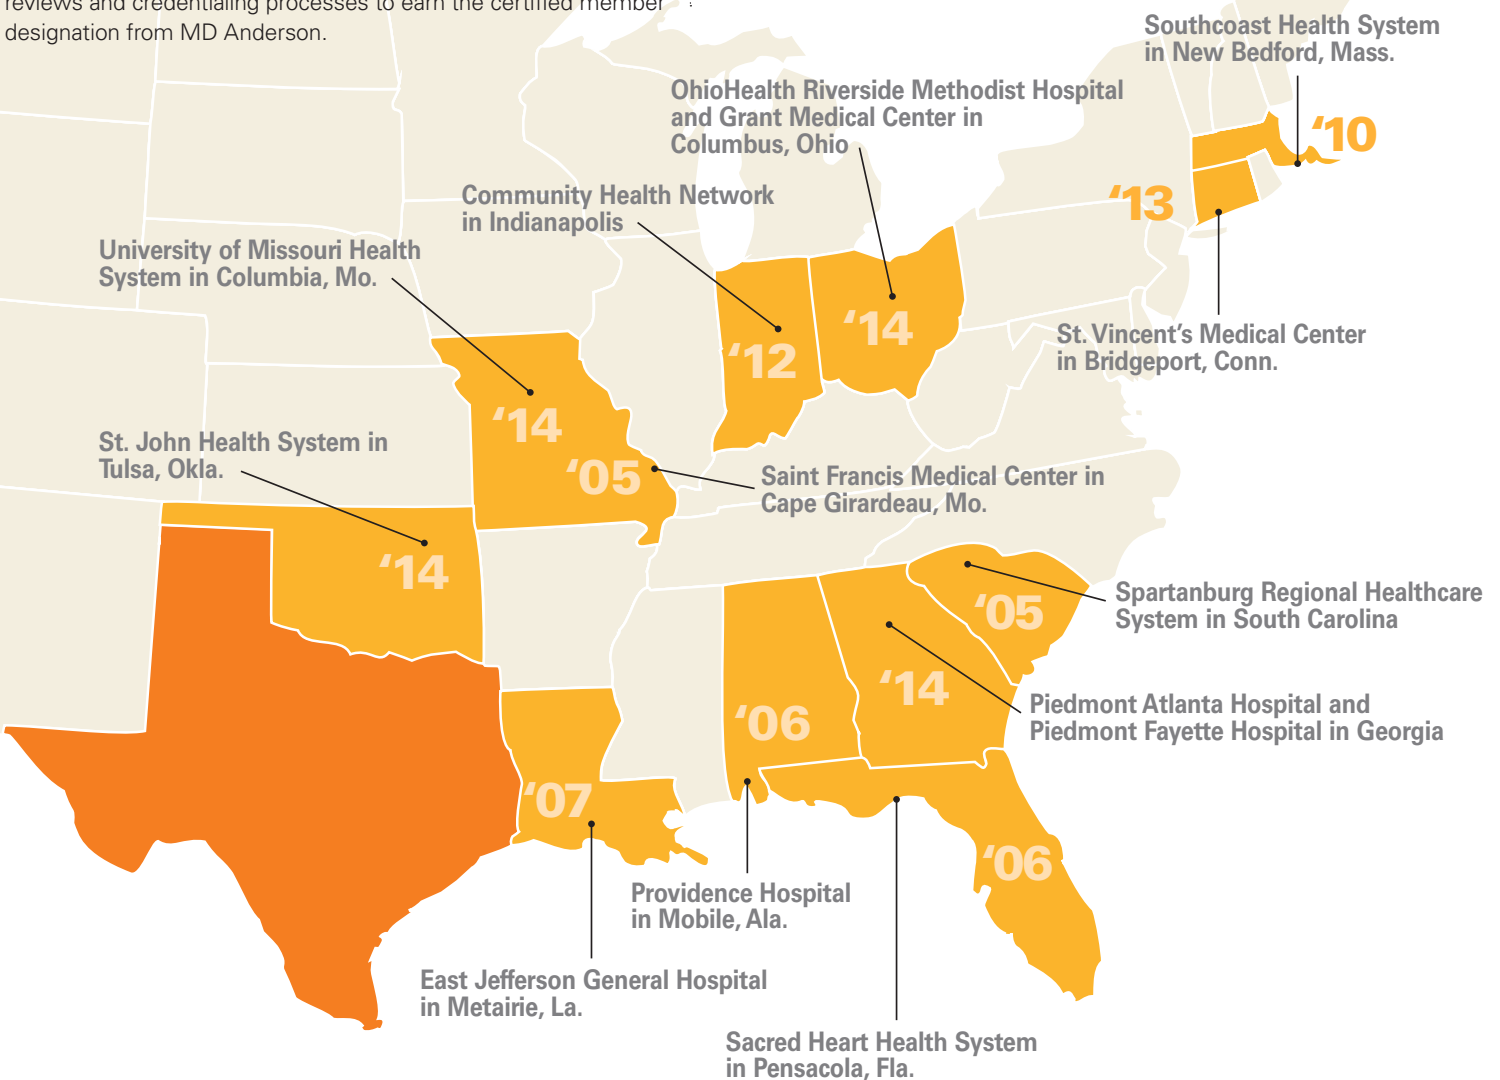 reviews and credentialing processes to earn the certified member
designation from MD Anderson.
Southcoast Health System
in New Bedford, Mass.
‘10
OhioHealth Riverside Methodist Hospital
and Grant Medical Center in
Columbus, Ohio
‘13
Community Health Network
in Indianapolis
University of Missouri Health
System in Columbia, Mo.
‘14
‘12
St. Vincent’s Medical Center
in Bridgeport, Conn.
‘14
‘05
St. John Health System in
Tulsa, Okla.
Saint Francis Medical Center in
Cape Girardeau, Mo.
‘14
Spartanburg Regional Healthcare
System in South Carolina
‘05
‘14
Piedmont Atlanta Hospital and
Piedmont Fayette Hospital in Georgia
‘06
‘07
‘06
Providence Hospital
in Mobile, Ala.
East Jefferson General Hospital
in Metairie, La.
Sacred Heart Health System
in Pensacola, Fla.